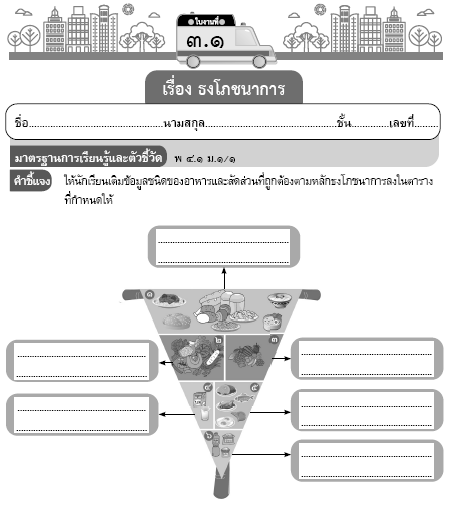 ใบงานที่
๓.๑
เรื่อง ธงโภชนาการ
ชื่อ นามสกุล ชั้น เลขที่
มาตรฐานการเรียนรู้และตัวชี้วัด พ ๔.๑ ม.๑/๑
คำชี้แจง ให้นักเรียนเติมข้อมูลชนิดของอาหารและสัดส่วนที่ถูกต้องตามหลักธงโภชนาการลงในตาราง
ที่กำหนดให้
๑
๒ ๓
๔ ๕
๖